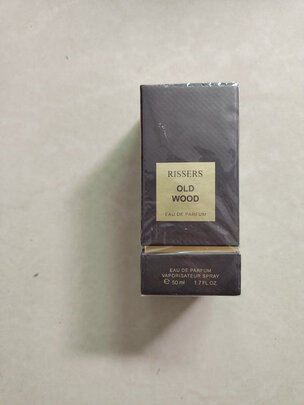 RISSERS
OLD
WOOD
EAU DE PARFUM
EAU DE PARFUM
VAPORISATEUR SPRAY
℮ 50 ml 1.7 FL.OZ